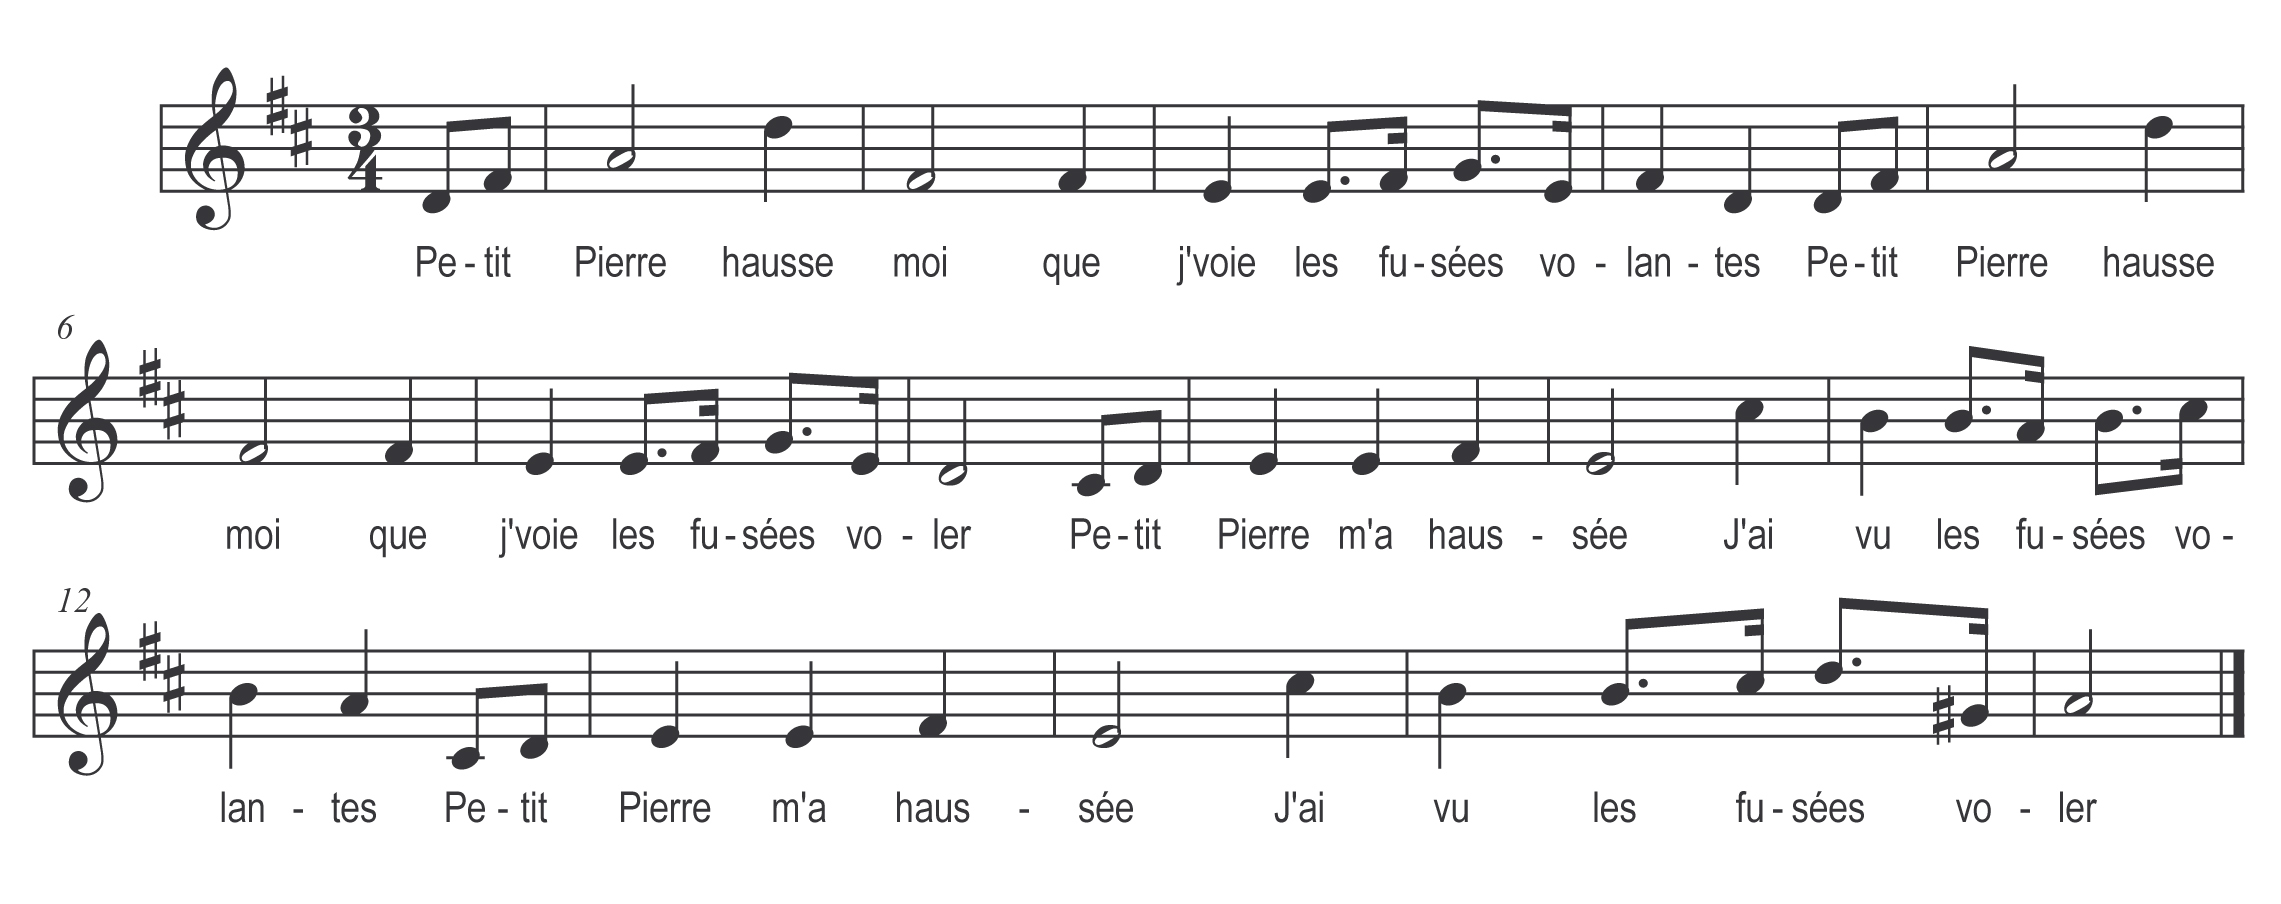 3
4
Pe - tit Pierre hausse moi que j'voie les fu - sées vo - lan - tes Pe - tit Pierre hausse
6
moi que j'voie les fu - sées vo - ler Pe - tit Pierre m'a haus - sée J'ai vu les fu - sées vo -
12
lan - tes Pe - tit Pierre m'a haus - sée J'ai vu les fu - sées vo - ler